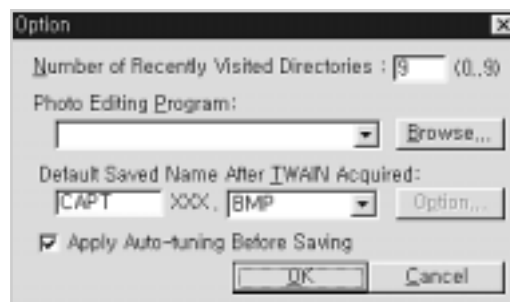 Option
Number of Recently Visited Directories : 9 (0..9)
Photo Editing Program:
Browse...
Default Saved Name After TWAIN Acquired:
CAPT XXX. BMP Option...
Apply Auto-tuning Before Saving
OK Cancel